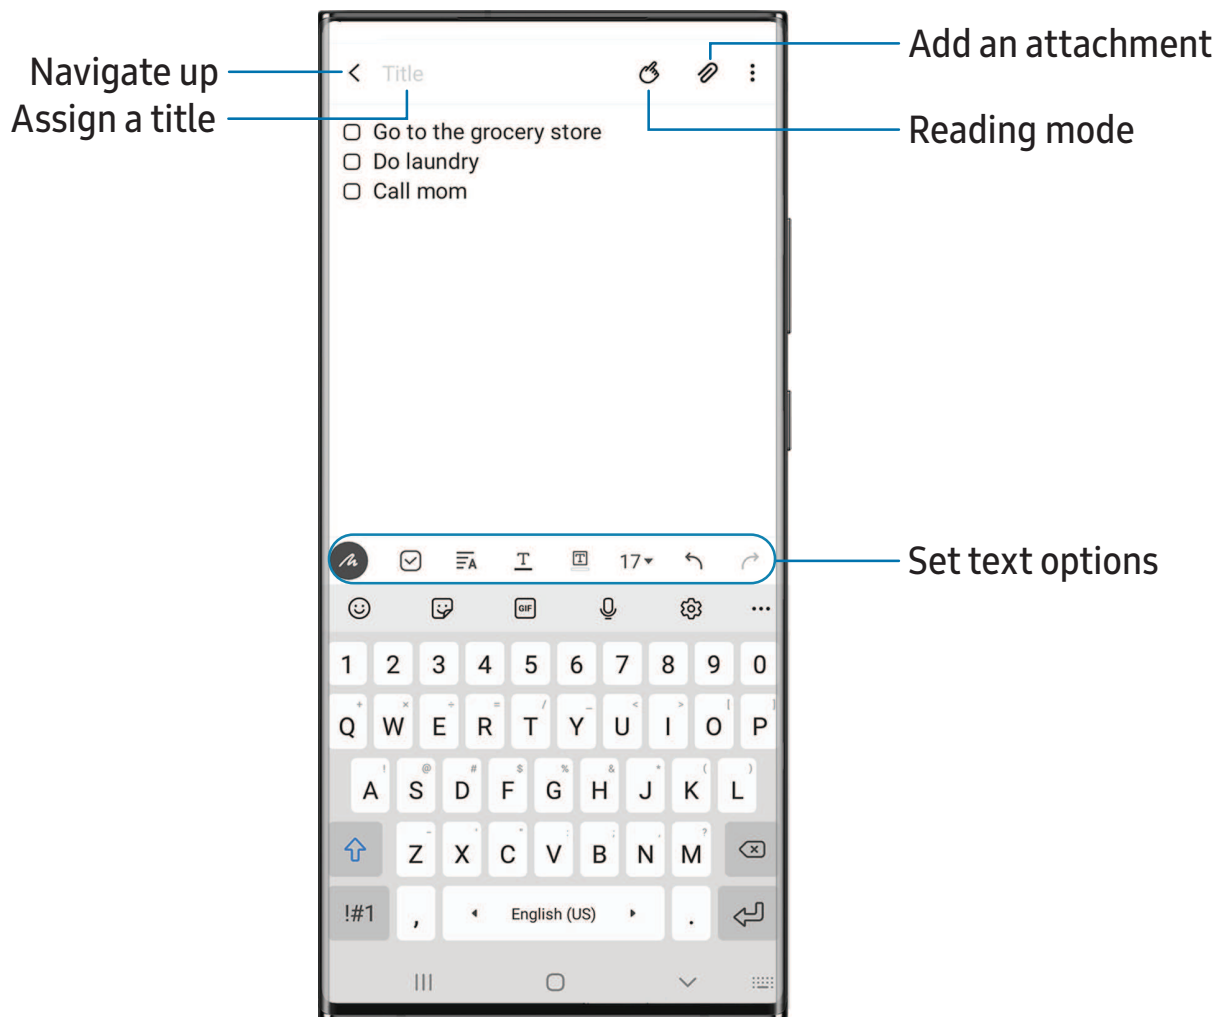 Add an attachment
Navigate up
Title
Assign a title
Reading mode
Go to the grocery store
Do laundry
Call mom
A T T 17
Set text options
GIF
1 2 3 4 5 6 7 8 9 0
+ × ÷ = / _ < > [ ]
Q W E R T Y U I O P
! @ # $ % & * ( )
A S D F G H J K L
- ' " : ; , ?
Z X C V B N M
!#1 , English (US) .